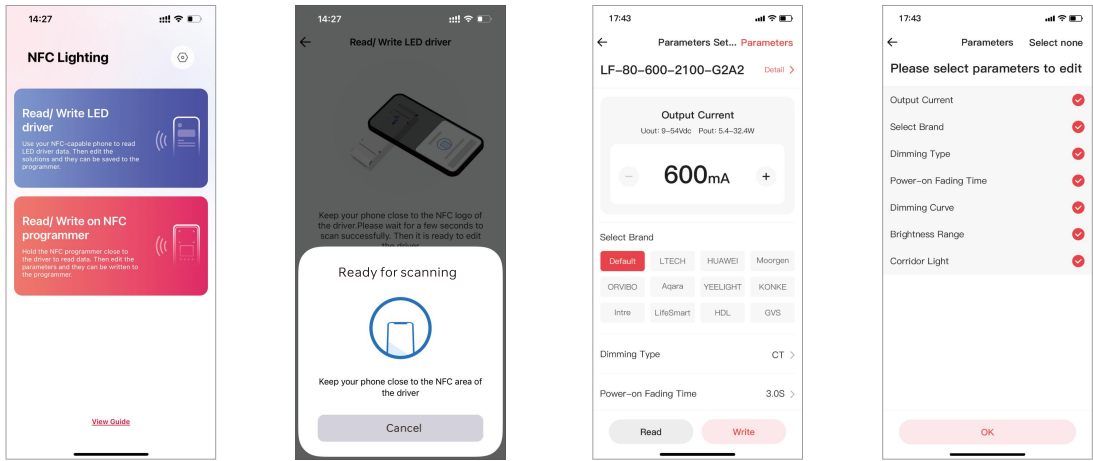 14:27
NFC Lighting
Read/ Write LED
driver
Use your NFC-capable phone to read
LED driver data. Then edit the
solutions and they can be saved to the
programmer.
Read/ Write on NFC
programmer
Hold the NFC programmer close to
the driver to read data. Then edit the
parameters and they can be written to
the programmer.
View Guide
14:27
Read/ Write LED driver
Keep your phone close to the NFC logo of
the driver.Please wait for a few seconds to
scan successfully. Then it is ready to edit
the driver
Ready for scanning
Keep your phone close to the NFC area of
the driver
Cancel
17:43
Parameters Set... Parameters
LF-80-600-2100-G2A2 Detail >
Output Current
Uout: 9-54Vdc Pout: 5.4-32.4W
− 600mA +
Select Brand
Default LTECH HUAWEI Moorgen
ORVIBO Aqara YEELIGHT KONKE
Intre LifeSmart HDL GVS
Dimming Type CT >
Power-on Fading Time 3.0S >
Read Write
17:43
Parameters Select none
Please select parameters to edit
Output Current
Select Brand
Dimming Type
Power-on Fading Time
Dimming Curve
Brightness Range
Corridor Light
OK